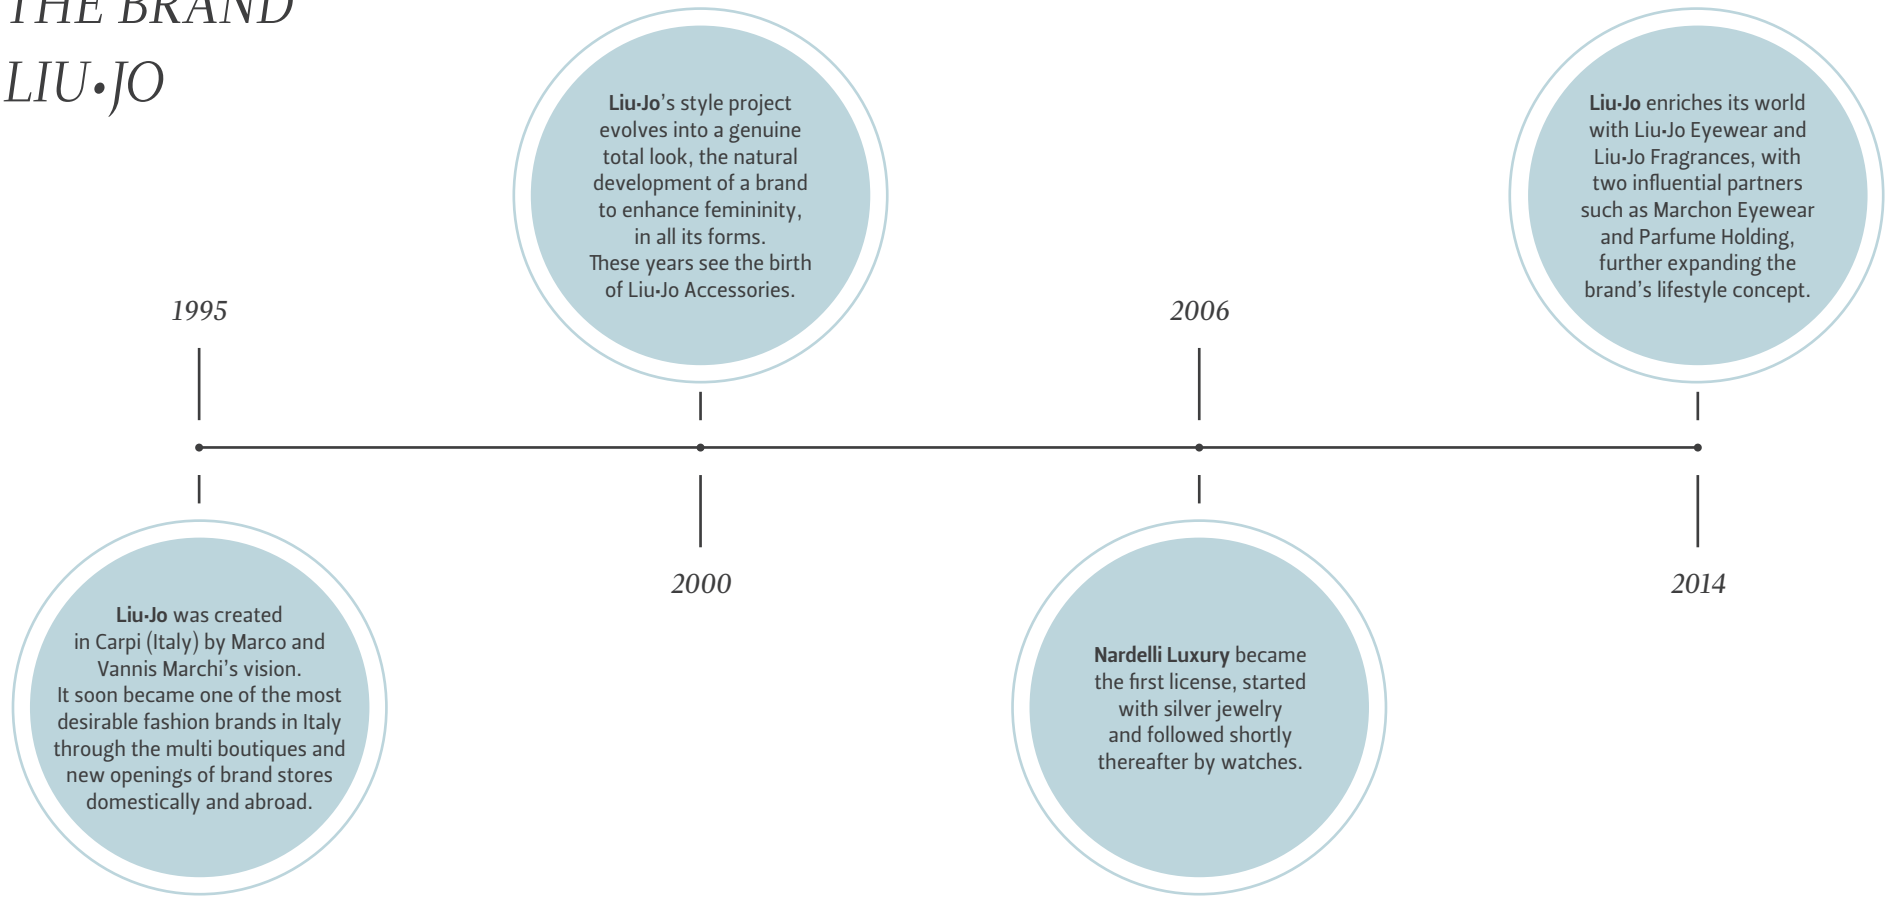 THE BRAND
LIU•JO
1995
Liu•Jo was created
in Carpi (Italy) by Marco and
Vannis Marchi’s vision.
It soon became one of the most
desirable fashion brands in Italy
through the multi boutiques and
new openings of brand stores
domestically and abroad.
Liu•Jo’s style project
evolves into a genuine
total look, the natural
development of a brand
to enhance femininity,
in all its forms.
These years see the birth
of Liu•Jo Accessories.
2000
2006
Nardelli Luxury became
the first license, started
with silver jewelry
and followed shortly
thereafter by watches.
Liu•Jo enriches its world
with Liu•Jo Eyewear and
Liu•Jo Fragrances, with
two influential partners
such as Marchon Eyewear
and Parfume Holding,
further expanding the
brand’s lifestyle concept.
2014